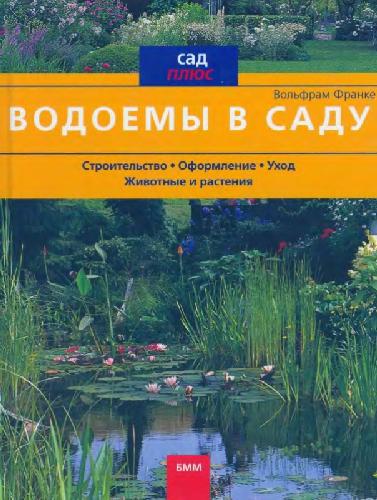 сад
плюс
Вольфрам Франке
ВОДОЕМЫ В САДУ
Строительство • Оформление • Уход
Животные и растения
БММ